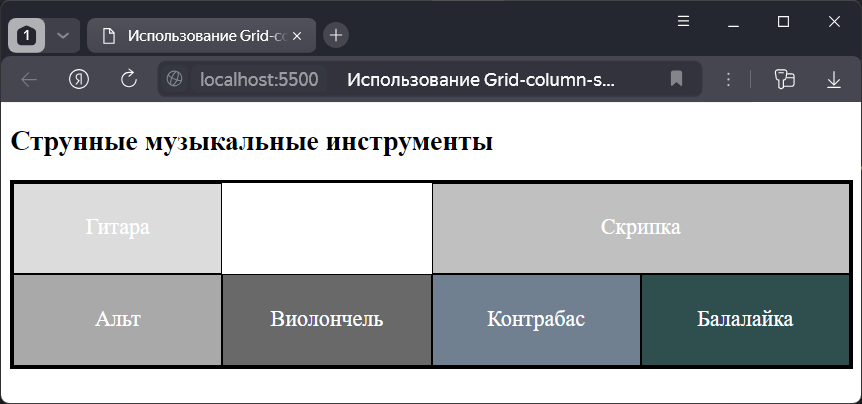 1
Использование Grid-cc
Я
localhost:5500 Использование Grid-column-s...
Струнные музыкальные инструменты
Гитара
Скрипка
Альт
Виолончель
Контрабас
Балалайка